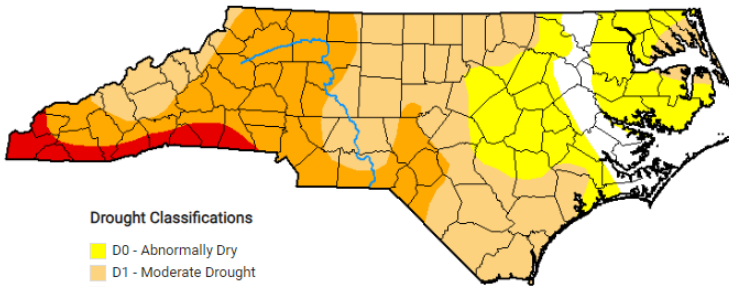 Drought Classifications
D0 - Abnormally Dry
D1 - Moderate Drought